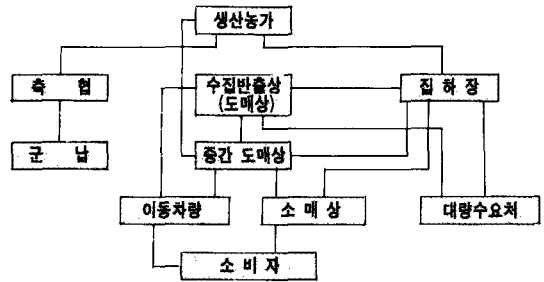 생산농가
축 협
수집반출상
(도매상)
집 하 장
군 납
중간 도매상
이동차량
소 매 상
대량수요처
소 비 자